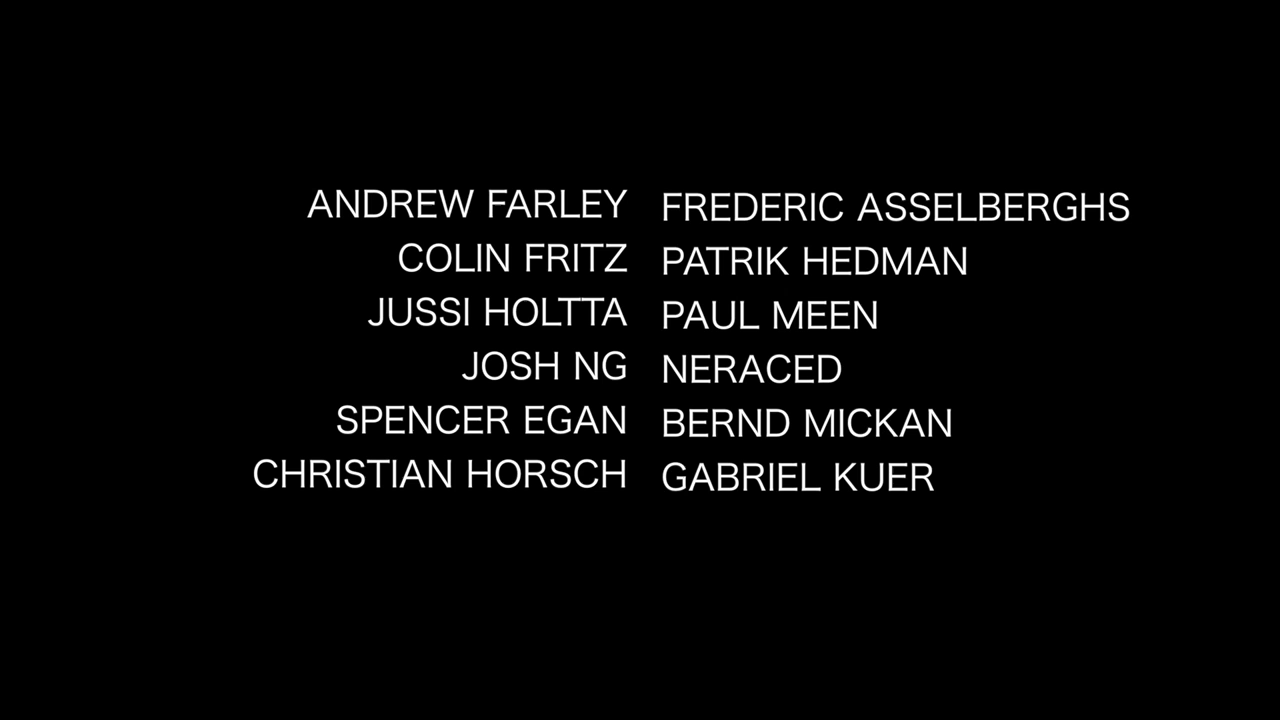 ANDREW FARLEY
COLIN FRITZ
JUSSI HOLTTA
JOSH NG
SPENCER EGAN
CHRISTIAN HORSCH
FREDERIC ASSELBERGHS
PATRIK HEDMAN
PAUL MEEN
NERACED
BERND MICKAN
GABRIEL KUER